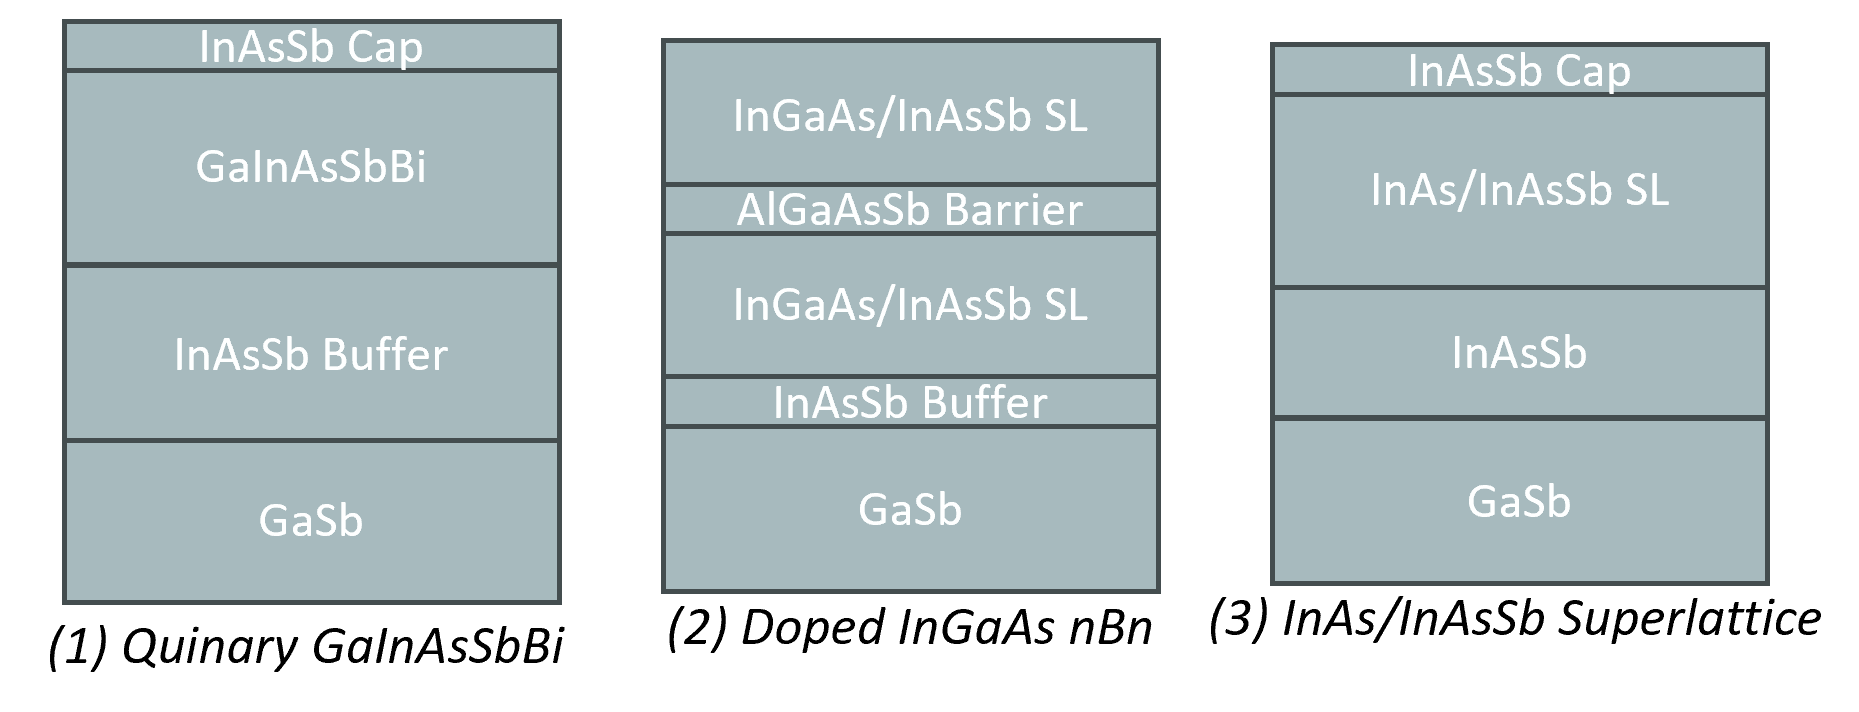 InAsSb Cap
GaInAsSbBi
InAsSb Buffer
GaSb
(1) Quinary GaInAsSbBi
InGaAs/InAsSb SL
AlGaAsSb Barrier
InGaAs/InAsSb SL
InAsSb Buffer
GaSb
(2) Doped InGaAs nBn
InAsSb Cap
InAs/InAsSb SL
InAsSb
GaSb
(3) InAs/InAsSb Superlattice